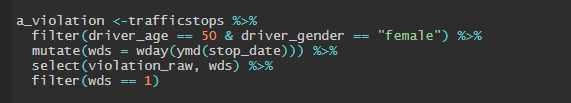 a_violation <-trafficstops %>%
  filter(driver_age == 50 & driver_gender == "female") %>%
  mutate(wds = wday(ymd(stop_date))) %>%
  select(violation_raw, wds) %>%
  filter(wds == 1)